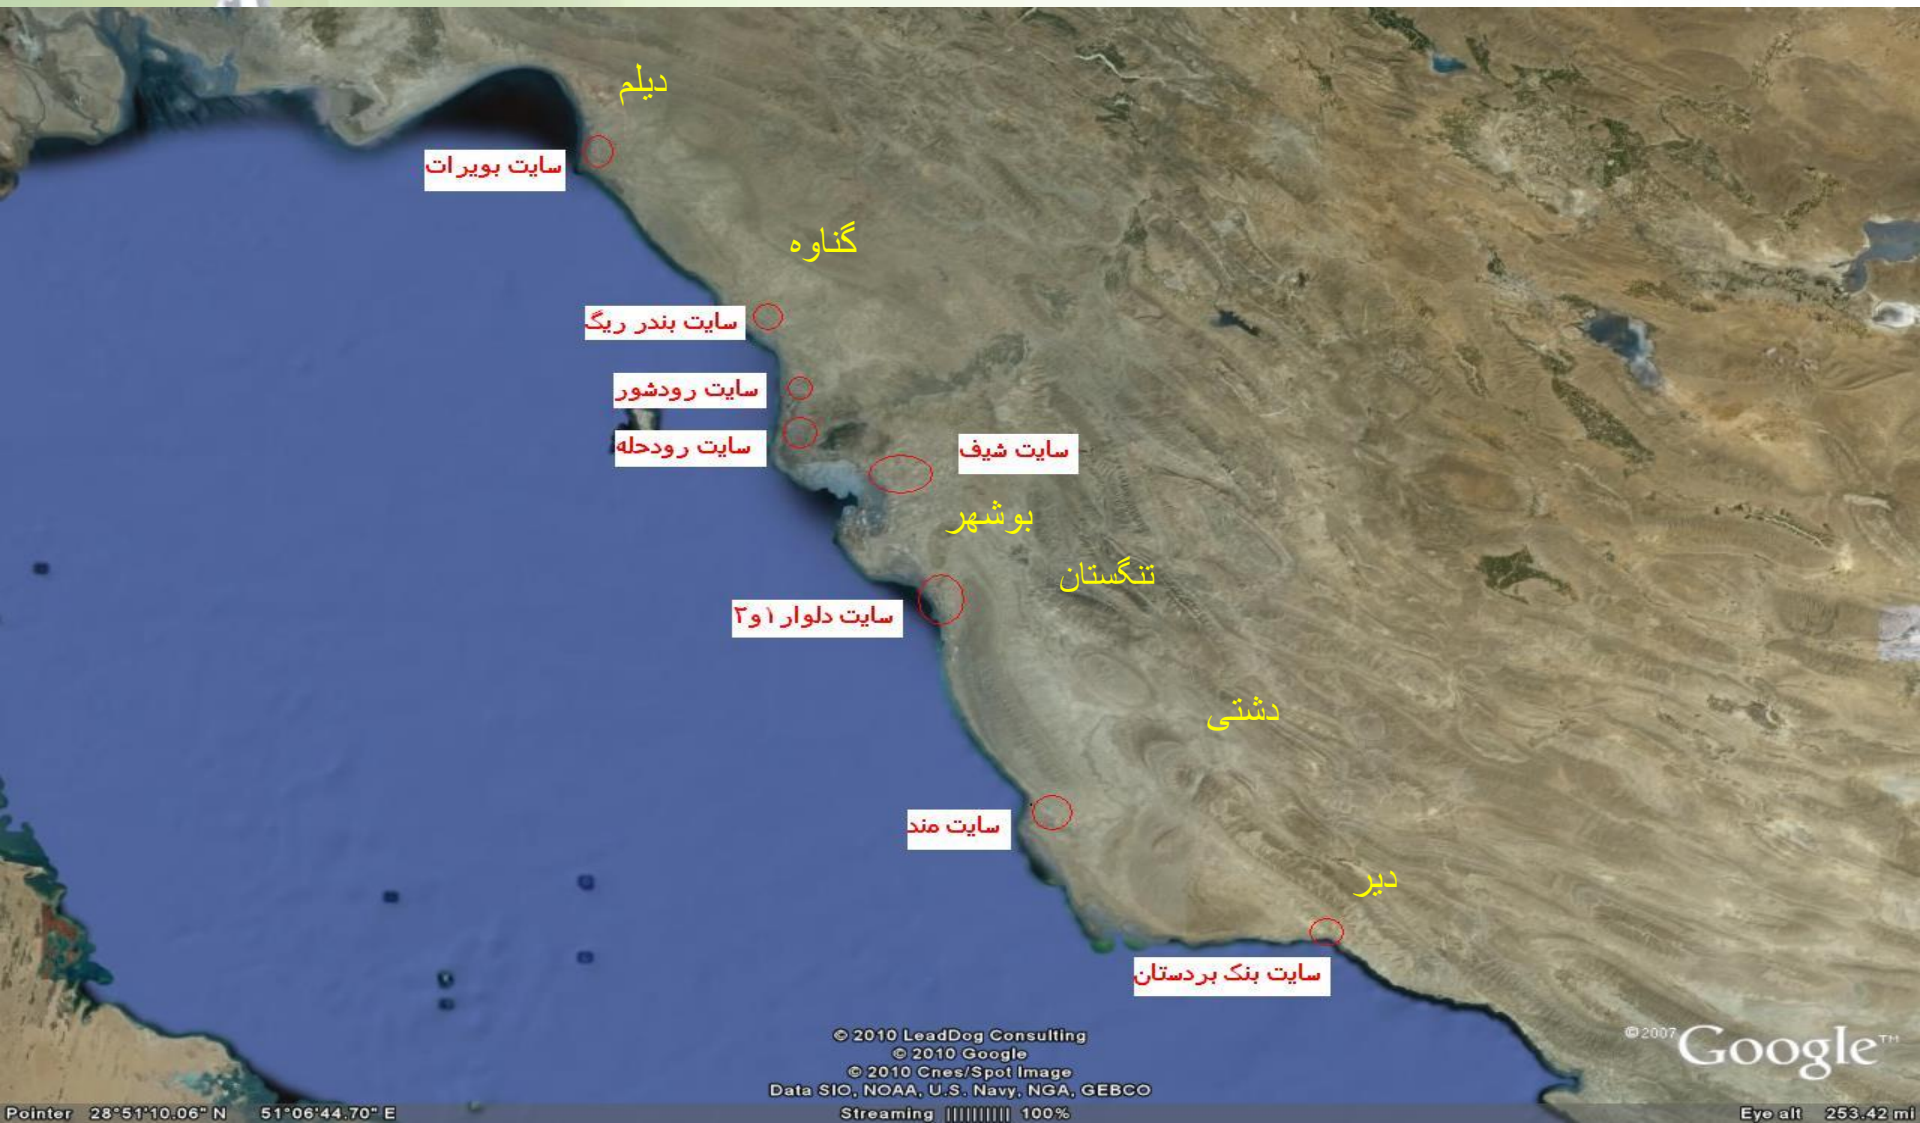 دیلم
سایت بویرات
گناوه
سایت بندر ریگ
سایت رودشور
سایت رودحله
سایت شیف
بوشهر
تنگستان
سایت دلوار ۱و۲
دشتی
سایت مند
دیر
سایت بنک بردستان
© 2010 LeadDog Consulting
© 2010 Google
© 2010 Cnes/Spot Image
Data SIO, NOAA, U.S. Navy, NGA, GEBCO
©2007 Google™
Pointer 28°51'10.06" N 51°06'44.70" E
Streaming |||||||||| 100%
Eye alt 253.42 mi